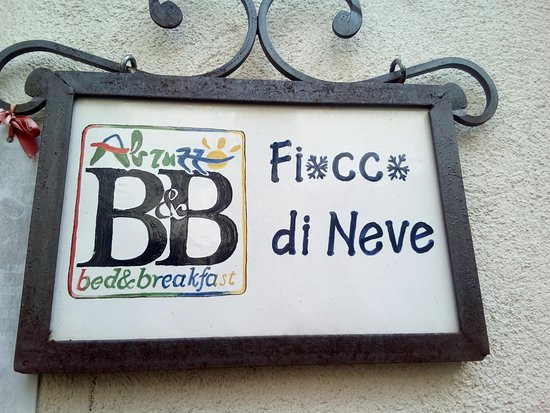 Abruzzo
B&B
bed&breakfast
Fiocco
di Neve